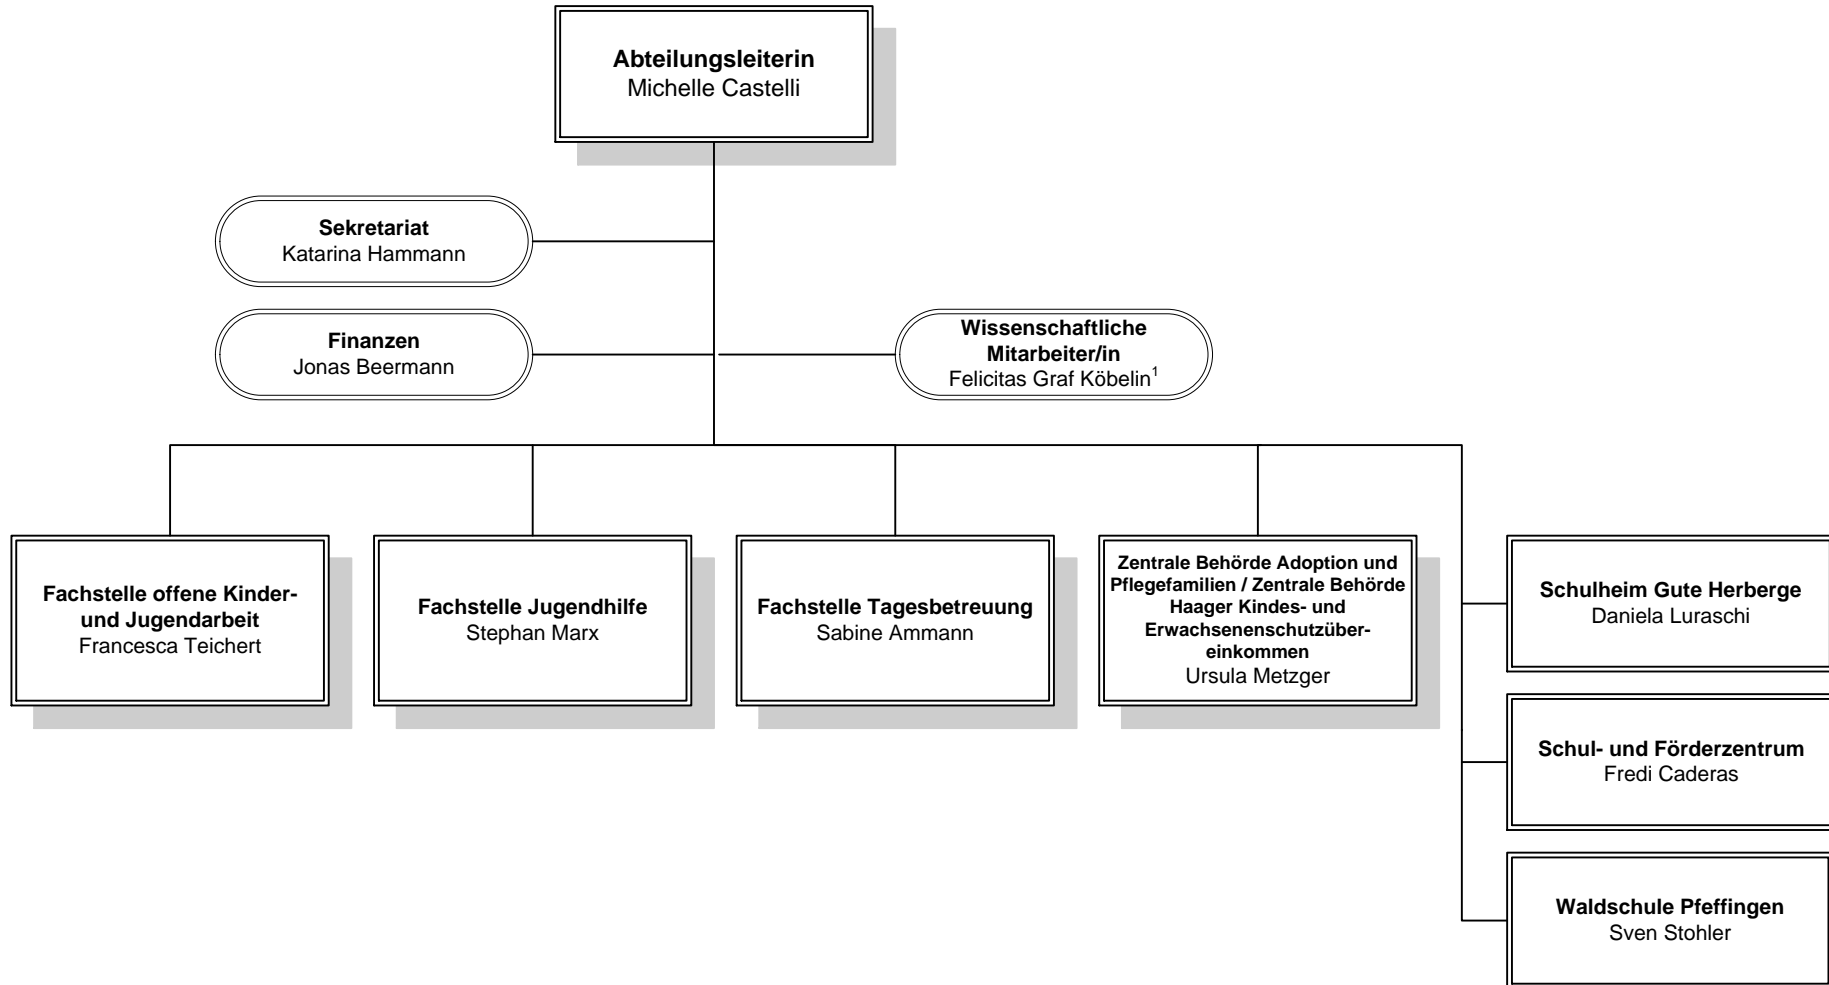 Abteilungsleiterin
Michelle Castelli
Sekretariat
Katarina Hammann
Finanzen
Jonas Beermann
Wissenschaftliche
Mitarbeiter/in
Felicitas Graf Köbelin¹
Fachstelle offene Kinder-
und Jugendarbeit
Francesca Teichert
Fachstelle Jugendhilfe
Stephan Marx
Fachstelle Tagesbetreuung
Sabine Ammann
Zentrale Behörde Adoption und
Pflegefamilien / Zentrale Behörde
Haager Kindes- und
Erwachsenenschutzüber-
einkommen
Ursula Metzger
Schulheim Gute Herberge
Daniela Luraschi
Schul- und Förderzentrum
Fredi Caderas
Waldschule Pfeffingen
Sven Stohler